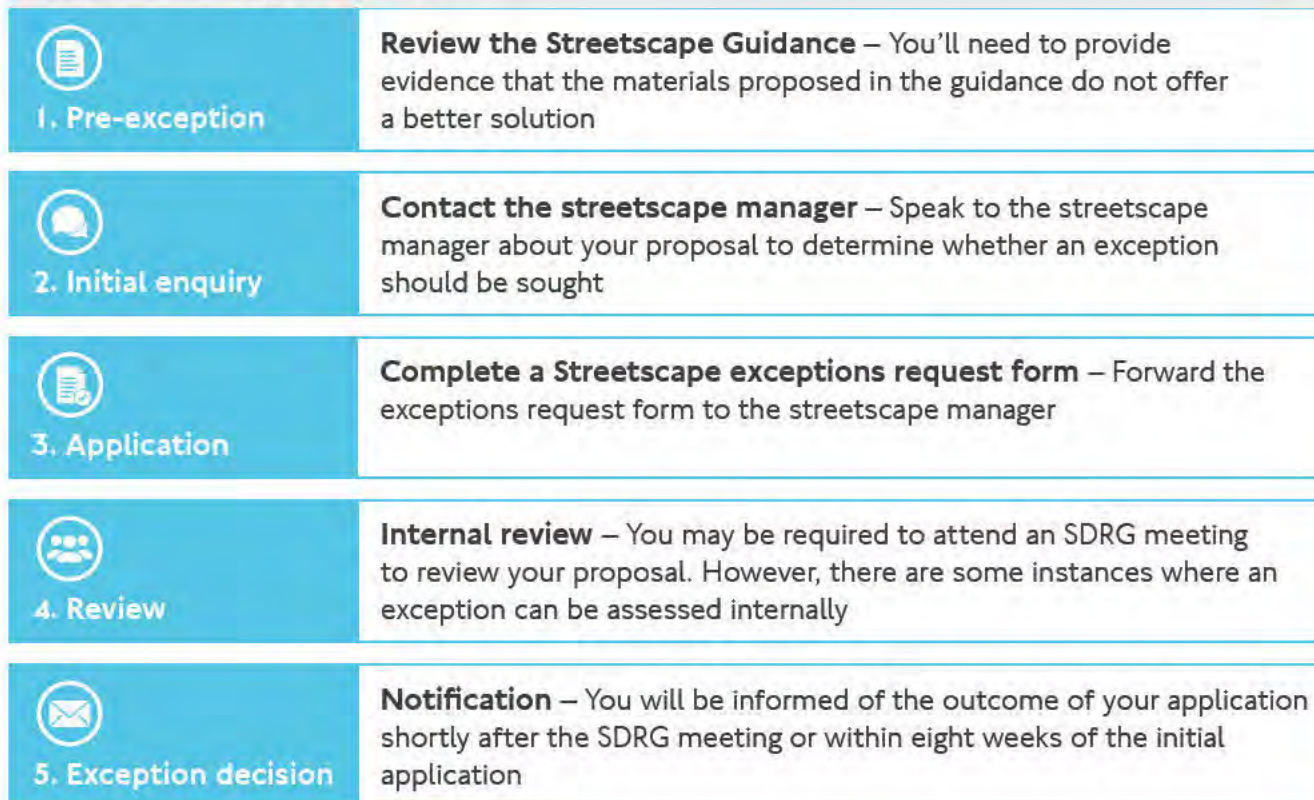 1. Pre-exception
Review the Streetscape Guidance – You’ll need to provide
evidence that the materials proposed in the guidance do not offer
a better solution
2. Initial enquiry
Contact the streetscape manager – Speak to the streetscape
manager about your proposal to determine whether an exception
should be sought
3. Application
Complete a Streetscape exceptions request form – Forward the
exceptions request form to the streetscape manager
4. Review
Internal review – You may be required to attend an SDRG meeting
to review your proposal. However, there are some instances where an
exception can be assessed internally
5. Exception decision
Notification – You will be informed of the outcome of your application
shortly after the SDRG meeting or within eight weeks of the initial
application